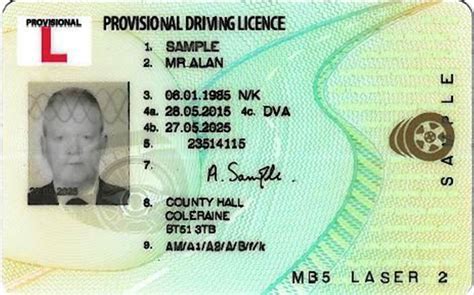 PROVISIONAL
L
PROVISIONAL DRIVING LICENCE
1. SAMPLE
2. MR ALAN
3. 06.01.1985 N/K
4a. 28.05.2015 4c. DVA
4b. 27.05.2025
5. 23514115
7. A. Sample
8. COUNTY HALL
COLERAINE
BT51 3TB
9. AM/A1/A2/A/B/f/k
SAMPLE
2025
MB5 LASER 2